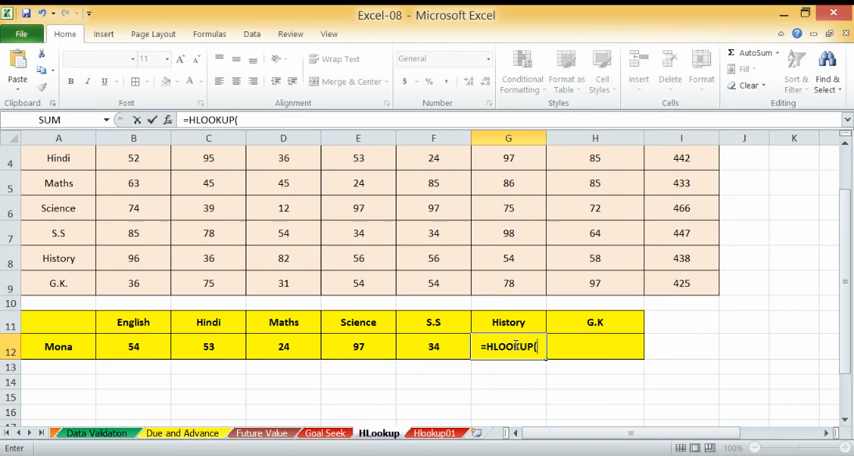 Excel-08 - Microsoft Excel
File Home Insert Page Layout Formulas Data Review View
Paste
Clipboard
11
B I U A A A
Font
Wrap Text
Merge & Center
Alignment
General
$ % ,
Number
Conditional Formatting
Format as Table
Cell Styles
Styles
Insert
Delete
Format
Cells
Σ AutoSum
Fill
Clear
Sort & Filter
Find & Select
Editing
SUM fx =HLOOKUP(
A B C D E F G H I J K
4 Hindi 52 95 36 53 24 97 85 442
5 Maths 63 45 45 24 85 86 85 433
6 Science 74 39 12 97 97 75 72 466
7 S.S 85 78 54 34 34 98 64 447
8 History 96 36 82 56 56 54 58 438
9 G.K. 36 75 31 54 54 78 97 425
10
11 English Hindi Maths Science S.S History G.K
12 Mona 54 53 24 97 34 =HLOOKUP(
13
14
15
16
Data Validation Due and Advance Future Value Goal Seek HLookup Hlookup01
Enter 100%